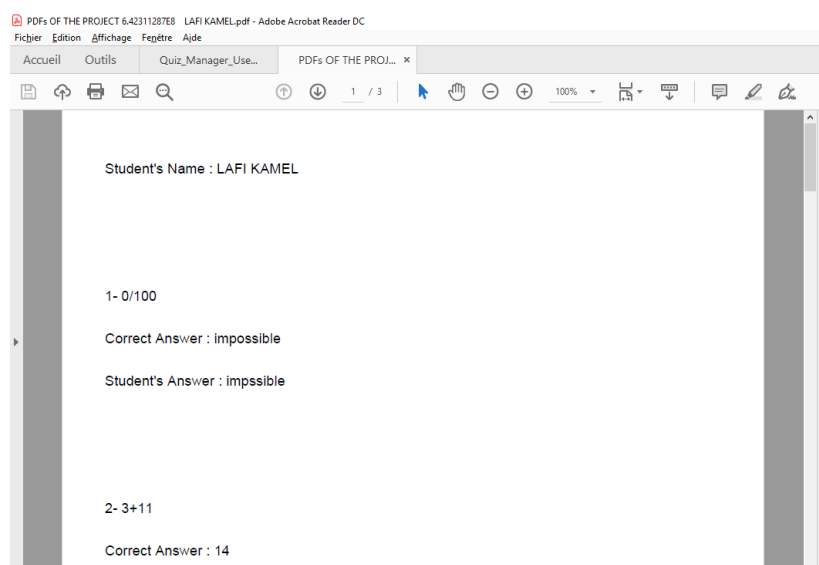 PDFs OF THE PROJECT 6.42311287E8 LAFI KAMEL.pdf - Adobe Acrobat Reader DC
Fichier Edition Affichage Fenêtre Aide
Accueil Outils Quiz_Manager_Use... PDFs OF THE PROJ... ×
1 / 3 100%
Student's Name : LAFI KAMEL
1- 0/100
Correct Answer : impossible
Student's Answer : impssible
2- 3+11
Correct Answer : 14